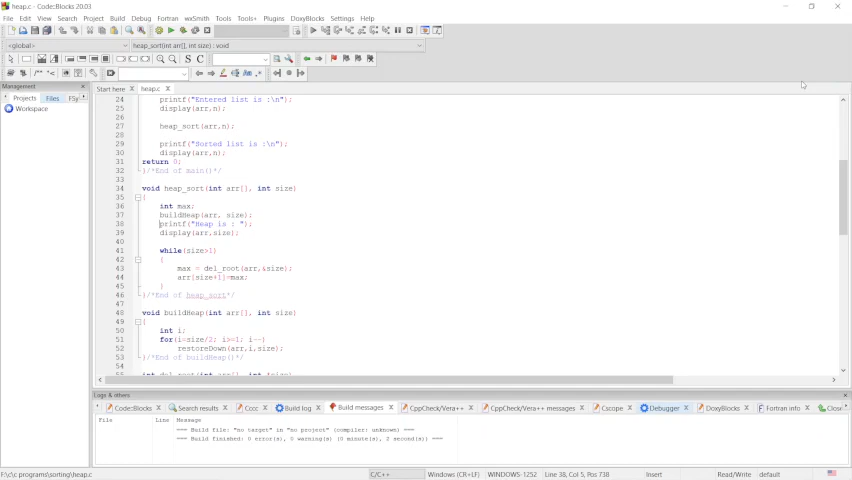 heap.c - Code::Blocks 20.03
File Edit View Search Project Build Debug Fortran wxSmith Tools Tools+ Plugins DoxyBlocks Settings Help
<global> heap_sort(int arr[], int size) : void
S C
/** *<
Aa .*
Management
Start here heap.c
Projects Files FSy
Workspace
24 printf("Entered list is :\n");
25 display(arr,n);
26
27 heap_sort(arr,n);
28
29 printf("Sorted list is :\n");
30 display(arr,n);
31 return 0;
32 }/*End of main()*/
33
34 void heap_sort(int arr[], int size)
35 {
36 int max;
37 buildHeap(arr, size);
38 printf("Heap is : ");
39 display(arr,size);
40
41 while(size>1)
42 {
43 max = del_root(arr,&size);
44 arr[size+1]=max;
45 }
46 }/*End of heap_sort*/
47
48 void buildHeap(int arr[], int size)
49 {
50 int i;
51 for(i=size/2; i>=1; i--)
52 restoreDown(arr,i,size);
53 }/*End of buildHeap()*/
54
Logs & others
Code::Blocks Search results Cccc Build log Build messages CppCheck/Vera++ CppCheck/Vera++ messages Cscope Debugger DoxyBlocks Fortran info Clos
File Line Message
=== Build file: "no target" in "no project" (compiler: unknown) ===
=== Build finished: 0 error(s), 0 warning(s) (0 minute(s), 2 second(s)) ===
F:\c\c programs\sorting\heap.c C/C++ Windows (CR+LF) WINDOWS-1252 Line 38, Col 5, Pos 738 Insert Read/Write default